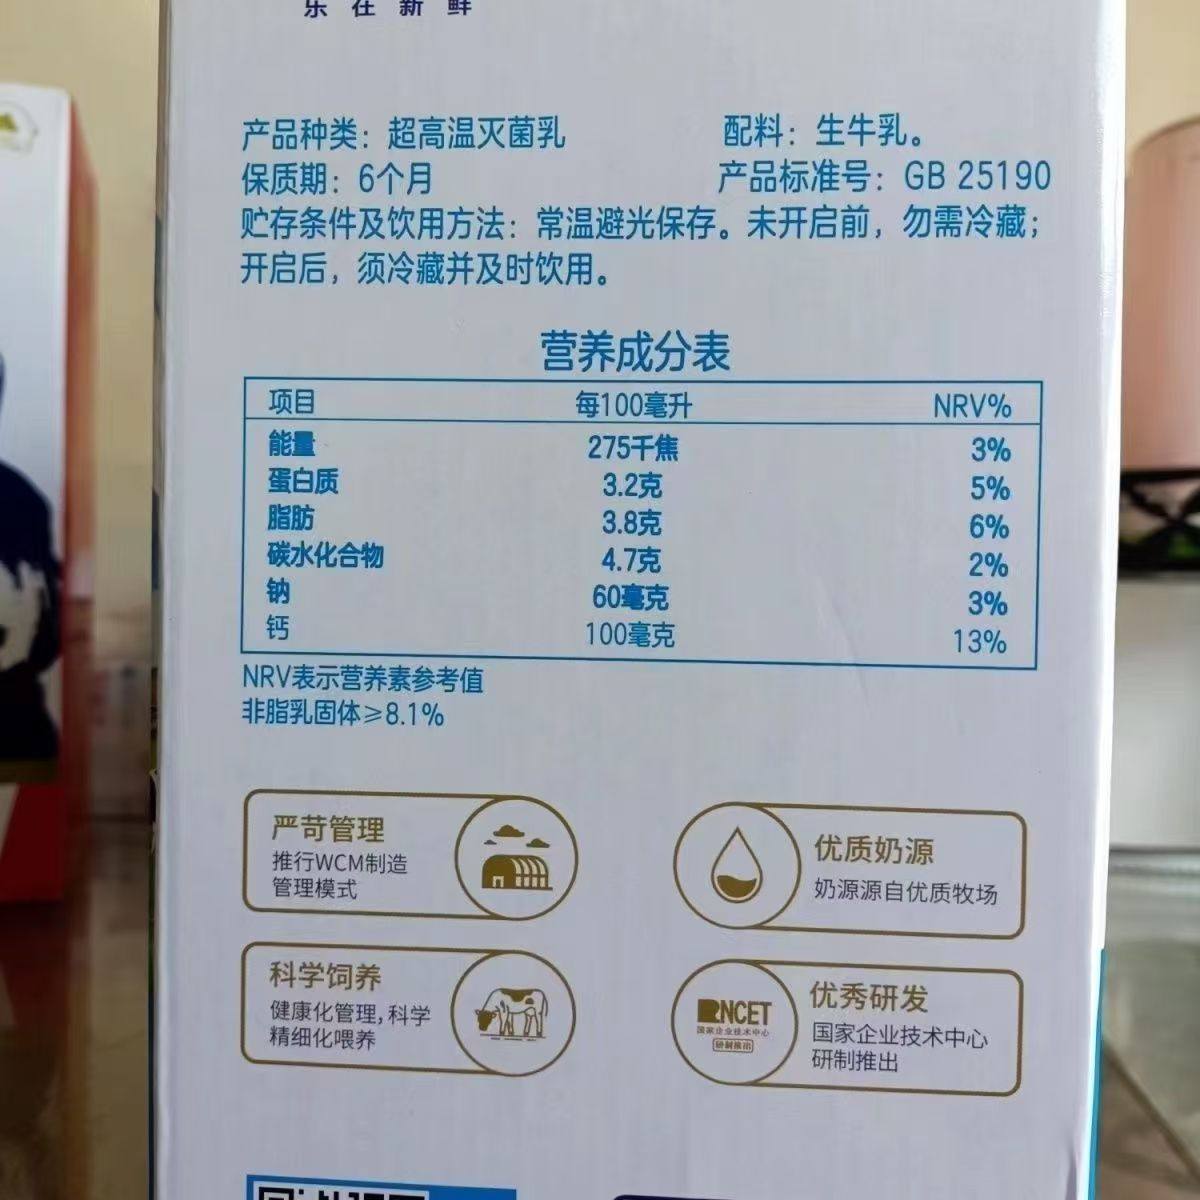 乐在新鲜
产品种类：超高温灭菌乳
配料：生牛乳。
保质期：6个月
产品标准号：GB 25190
贮存条件及饮用方法：常温避光保存。未开启前，勿需冷藏；
开启后，须冷藏并及时饮用。
营养成分表
项目 每100毫升 NRV%
能量 275千焦 3%
蛋白质 3.2克 5%
脂肪 3.8克 6%
碳水化合物 4.7克 2%
钠 60毫克 3%
钙 100毫克 13%
NRV表示营养素参考值
非脂乳固体≥8.1%
严苛管理
推行WCM制造
管理模式
优质奶源
奶源源自优质牧场
科学饲养
健康化管理，科学
精细化喂养
RNCET
国家企业技术中心
研制推出
优秀研发
国家企业技术中心
研制推出